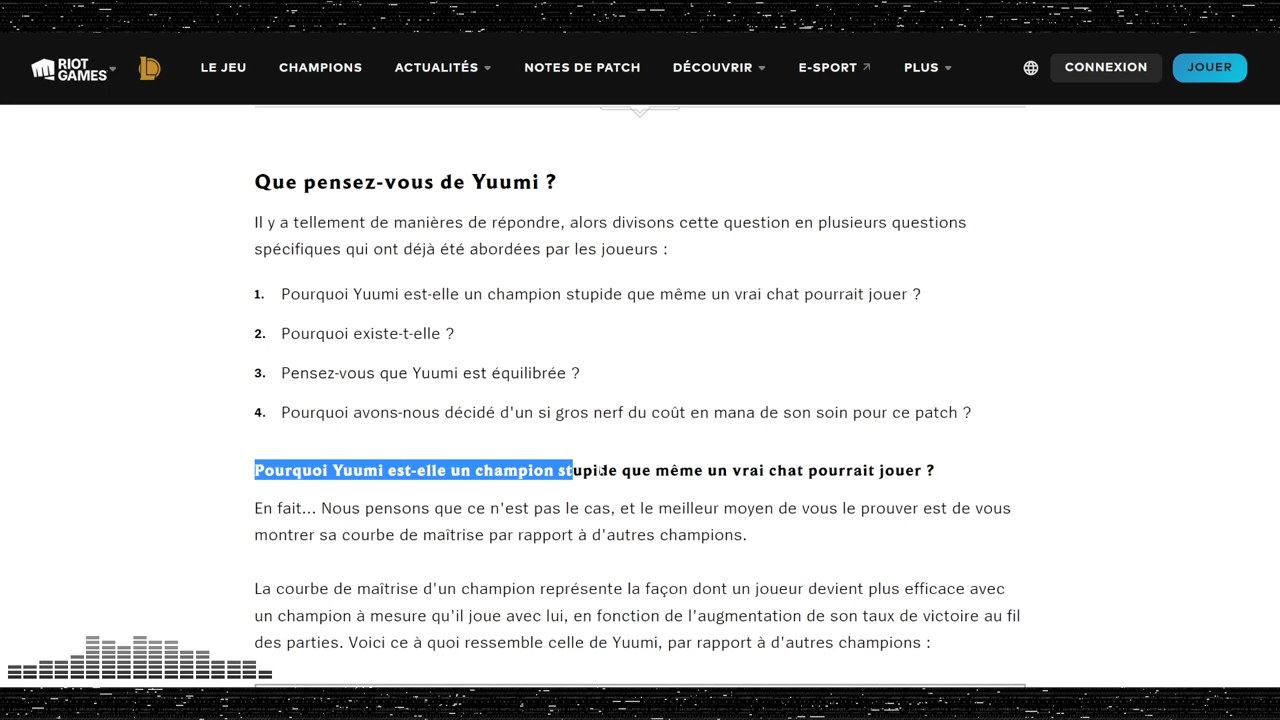 RIOT GAMES
LE JEU
CHAMPIONS
ACTUALITÉS
NOTES DE PATCH
DÉCOUVRIR
E-SPORT
PLUS
CONNEXION
JOUER
Que pensez-vous de Yuumi ?
Il y a tellement de manières de répondre, alors divisons cette question en plusieurs questions
spécifiques qui ont déjà été abordées par les joueurs :
1. Pourquoi Yuumi est-elle un champion stupide que même un vrai chat pourrait jouer ?
2. Pourquoi existe-t-elle ?
3. Pensez-vous que Yuumi est équilibrée ?
4. Pourquoi avons-nous décidé d'un si gros nerf du coût en mana de son soin pour ce patch ?
Pourquoi Yuumi est-elle un champion stupide que même un vrai chat pourrait jouer ?
En fait... Nous pensons que ce n'est pas le cas, et le meilleur moyen de vous le prouver est de vous
montrer sa courbe de maîtrise par rapport à d'autres champions.
La courbe de maîtrise d'un champion représente la façon dont un joueur devient plus efficace avec
un champion à mesure qu'il joue avec lui, en fonction de l'augmentation de son taux de victoire au fil
des parties. Voici ce à quoi ressemble celle de Yuumi, par rapport à d'autres champions :